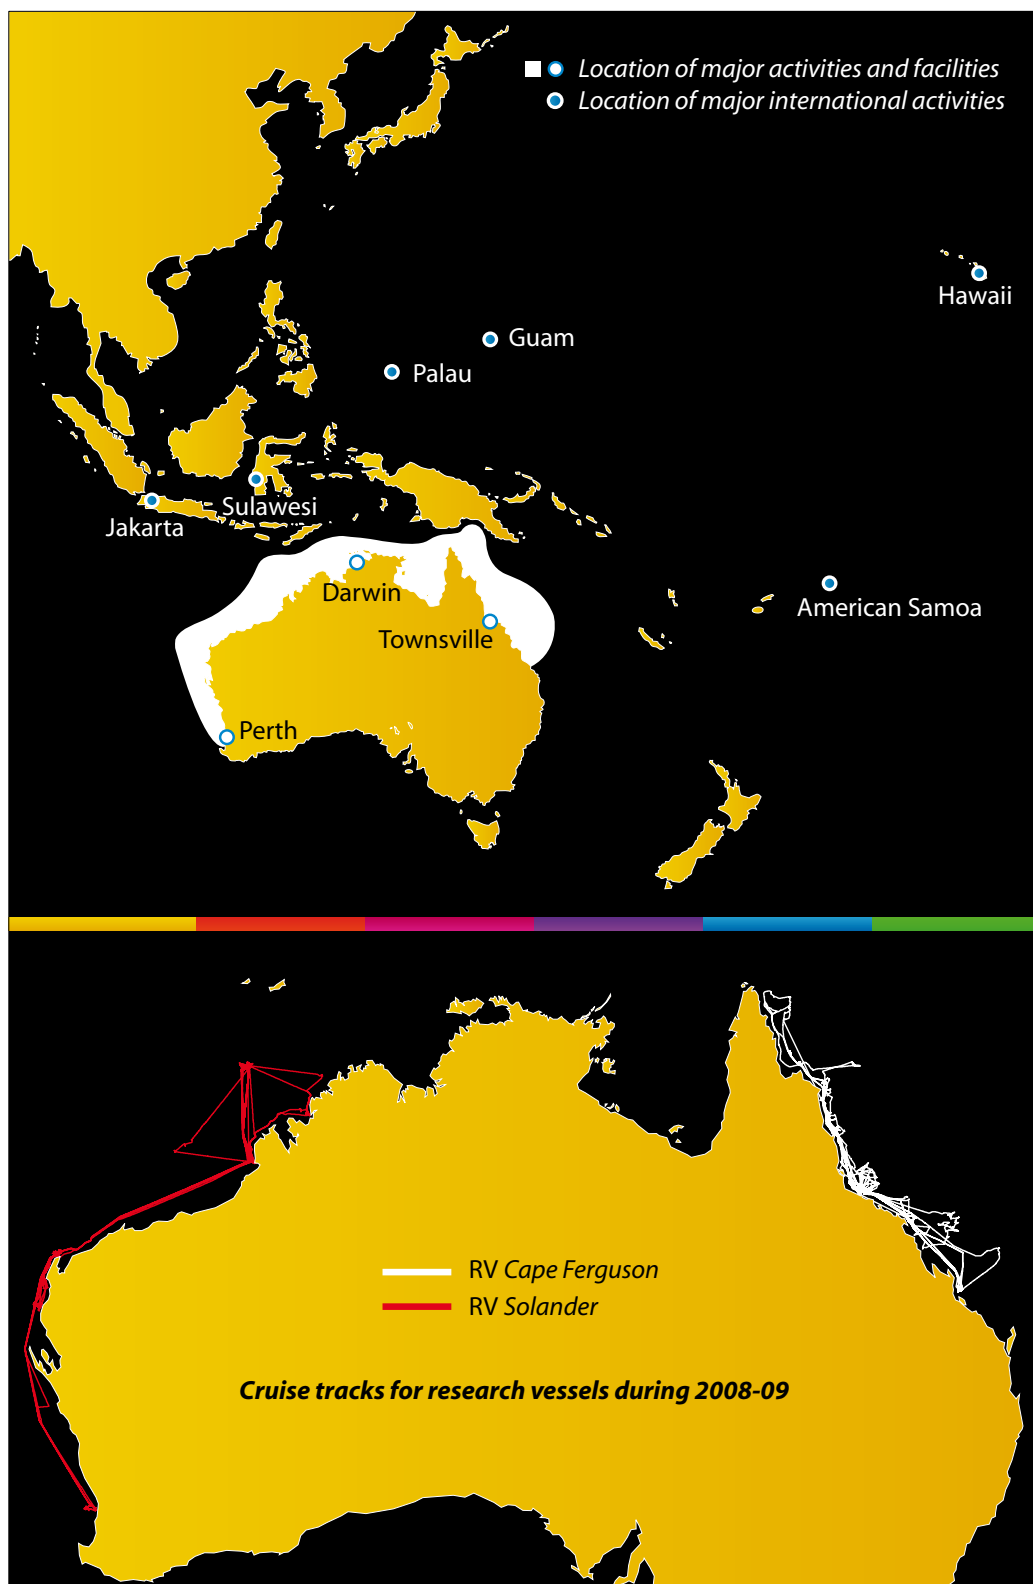 Location of major activities and facilities
Location of major international activities
Hawaii
Guam
Palau
Sulawesi
Jakarta
Darwin
American Samoa
Townsville
Perth
RV Cape Ferguson
RV Solander
Cruise tracks for research vessels during 2008-09